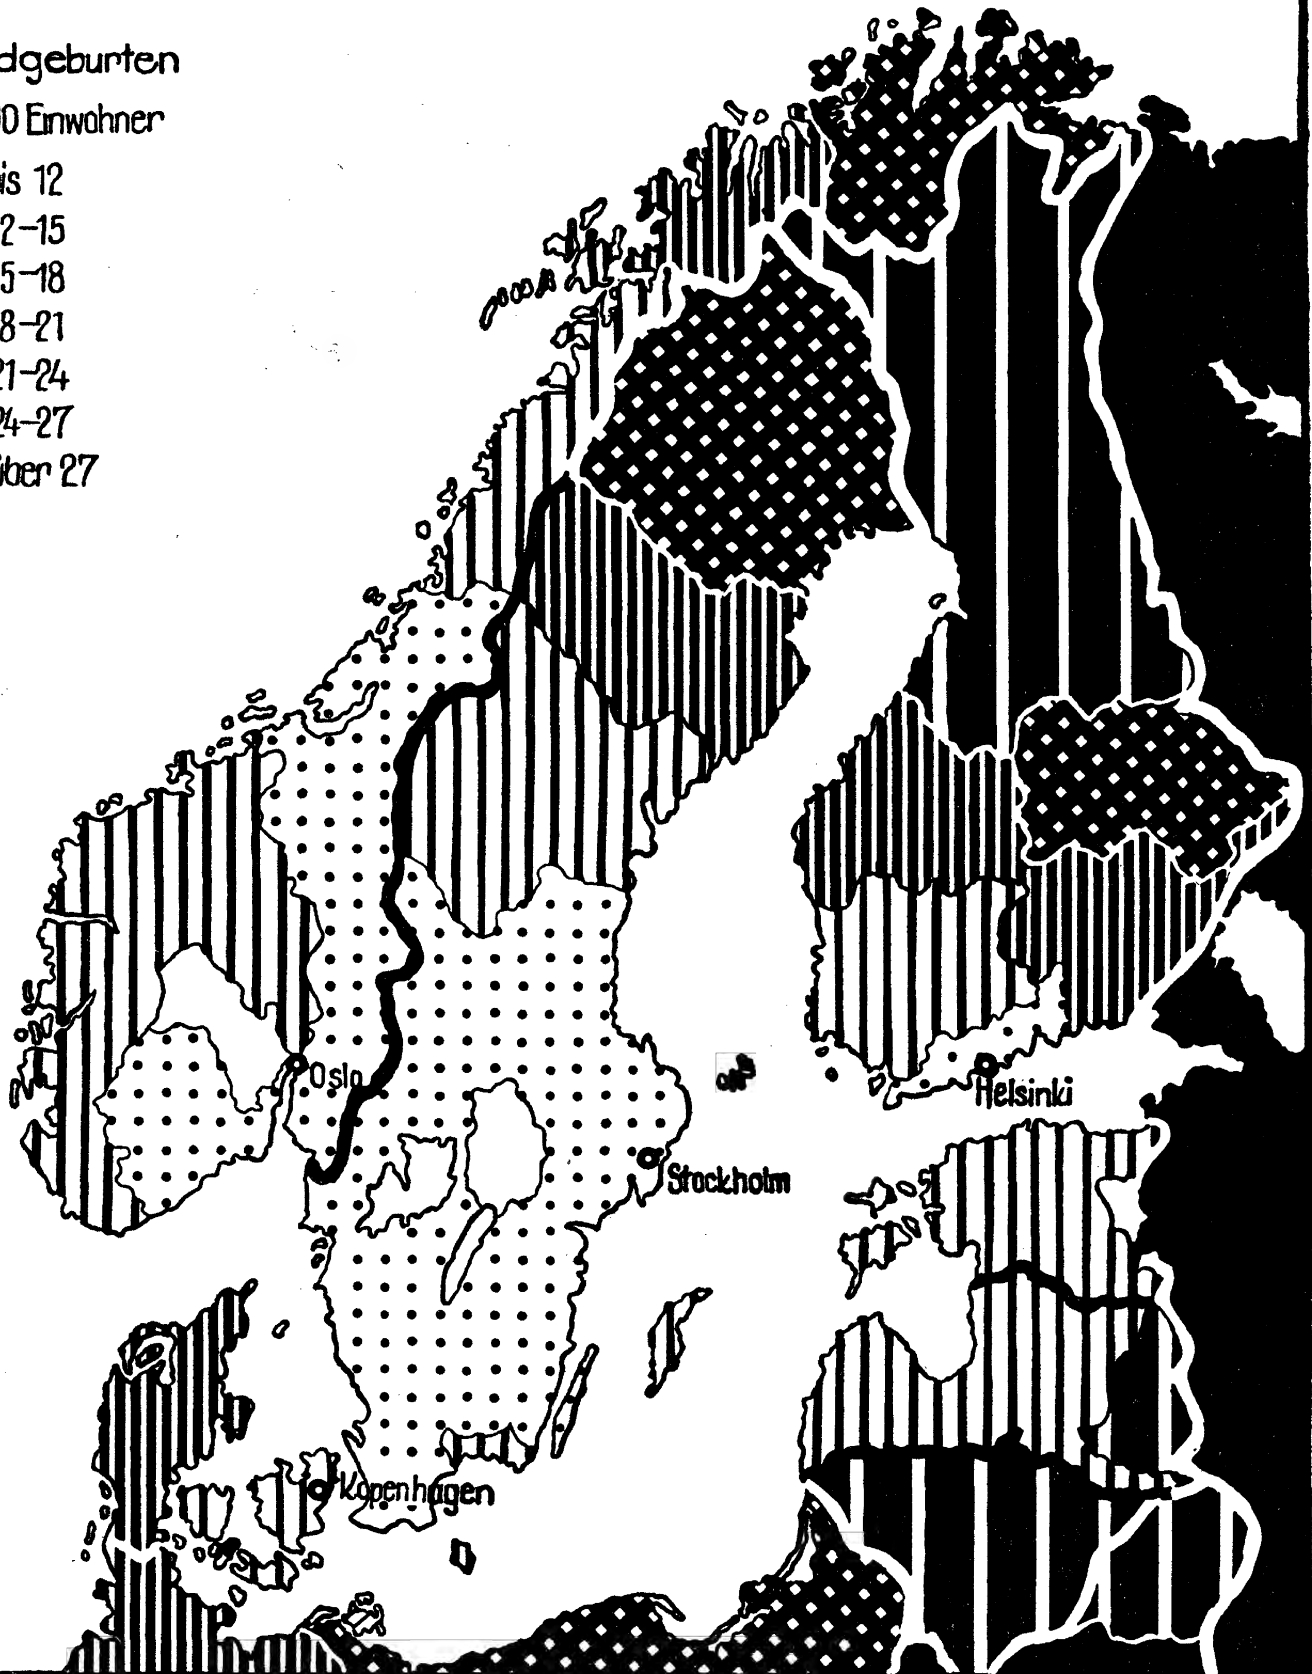 dgeburten
0 Einwohner
is 12
2-15
5-18
8-21
21-24
24-27
über 27
Oslo
Helsinki
Stockholm
Kopenhagen